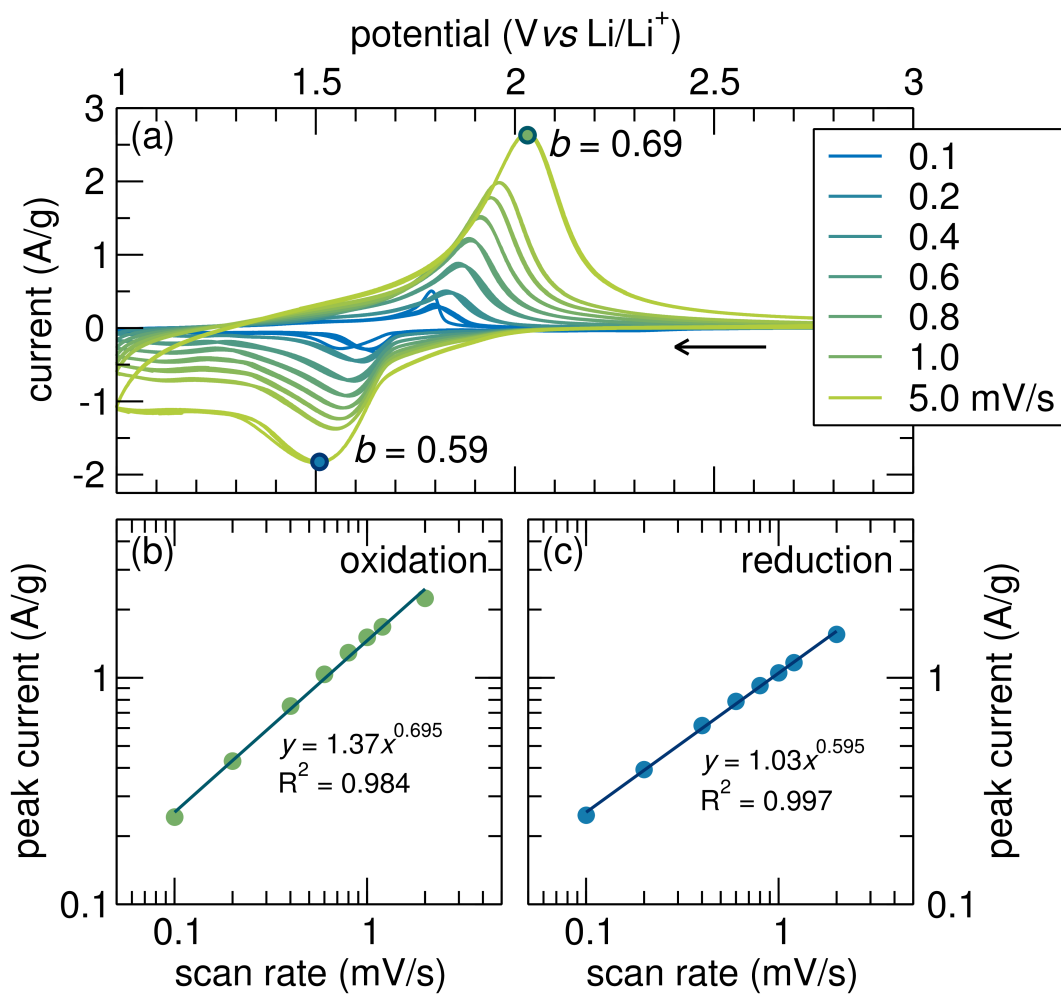 potential (V vs Li/Li+)
1 1.5 2 2.5 3
(a)
current (A/g)
3
2
1
0
-1
-2
b = 0.69
b = 0.59
0.1
0.2
0.4
0.6
0.8
1.0
5.0 mV/s
(b) oxidation
peak current (A/g)
1
0.1
y = 1.37x^0.695
R^2 = 0.984
0.1 1
scan rate (mV/s)
(c) reduction
peak current (A/g)
1
0.1
y = 1.03x^0.595
R^2 = 0.997
0.1 1
scan rate (mV/s)